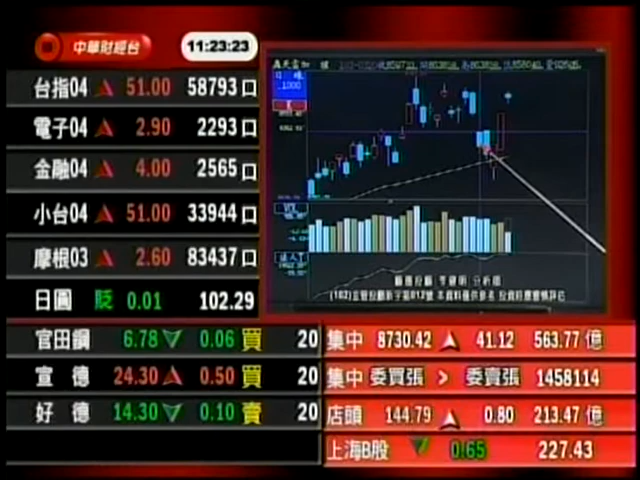 中華財經台
11:23:23
台指04 51.00 58793口
電子04 2.90 2293口
金融04 4.00 2565口
小台04 51.00 33944口
摩根03 2.60 83437口
日圓 貶 0.01 102.29
官田鋼 6.78 0.06 買 20
宣德 24.30 0.50 買 20
好德 14.30 0.10 賣 20
集中 8730.42 41.12 563.77億
集中 委買張 > 委賣張 1458114
店頭 144.79 0.80 213.47億
上海B股 0.65 227.43